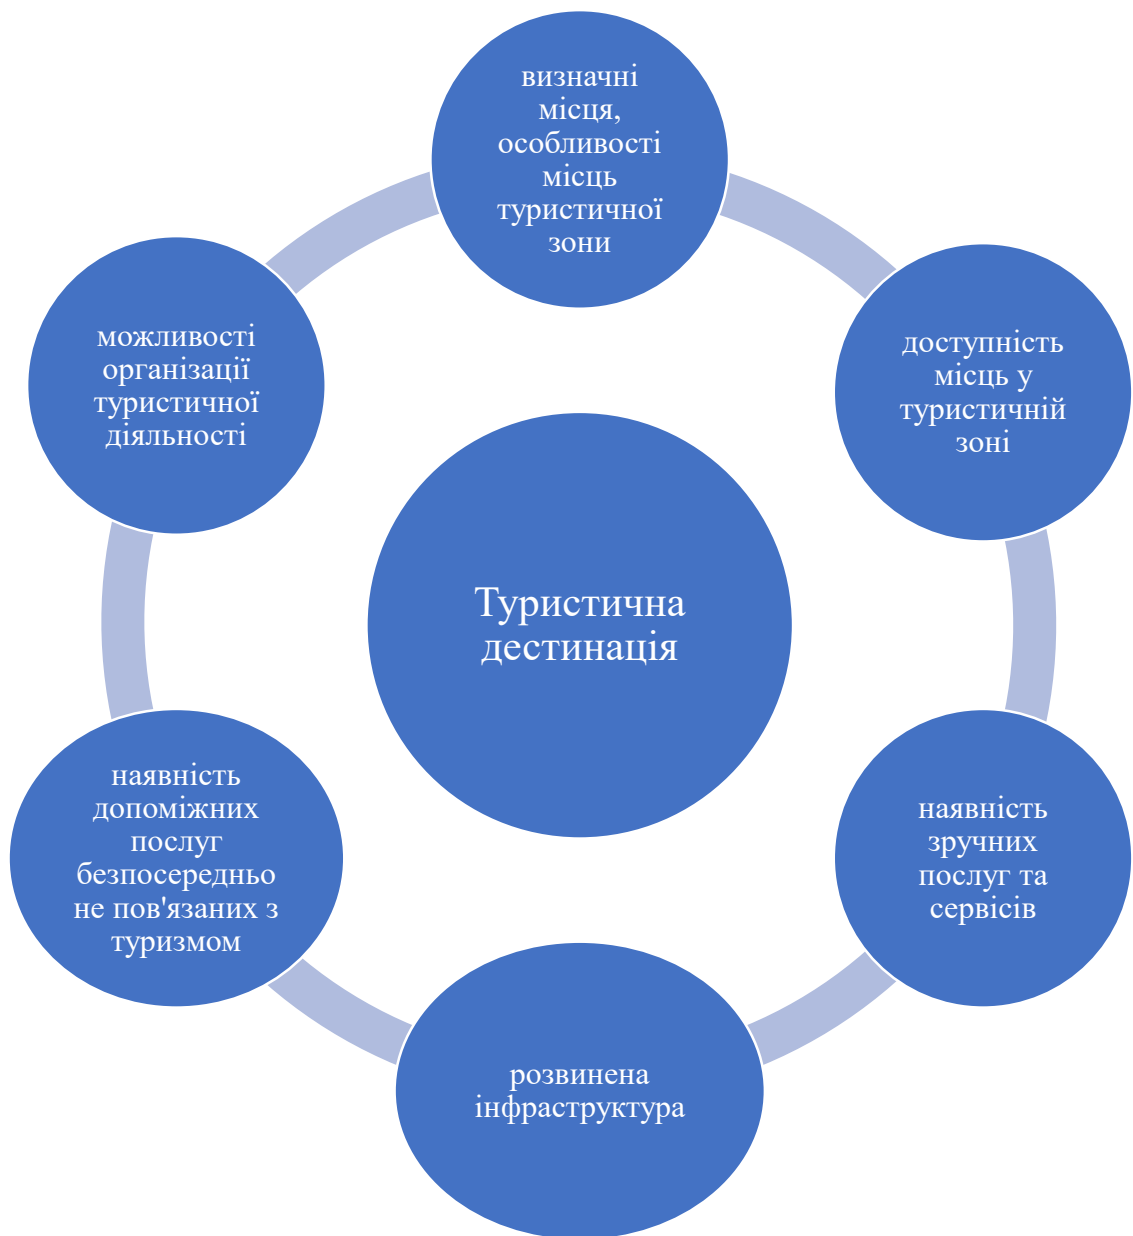 визначні
місця,
особливості
місць
туристичної
зони
доступність
місць у
туристичній
зоні
наявність
зручних
послуг та
сервісів
розвинена
інфраструктура
наявність
допоміжних
послуг
безпосередньо
не пов'язаних з
туризмом
можливості
організації
туристичної
діяльності
Туристична
дестинація